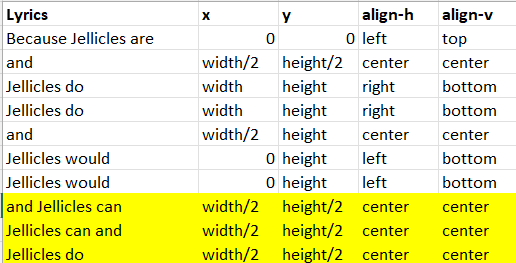 Lyrics x y align-h align-v
Because Jellicles are 0 0 left top
and width/2 height/2 center center
Jellicles do width height right bottom
Jellicles do width height right bottom
and width/2 height center center
Jellicles would 0 height left bottom
Jellicles would 0 height left bottom
and Jellicles can width/2 height/2 center center
Jellicles can and width/2 height/2 center center
Jellicles do width/2 height/2 center center